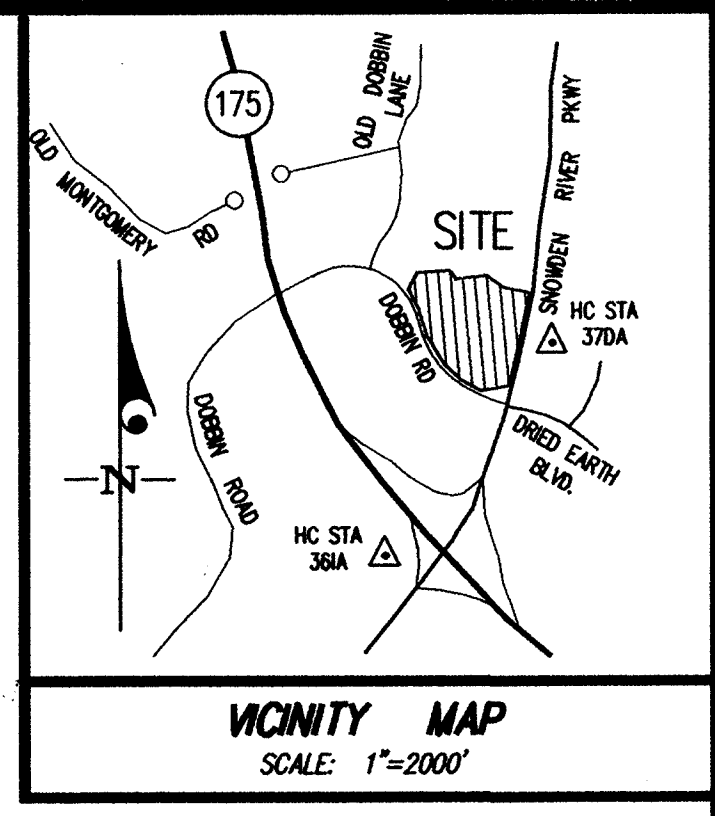 175
OLD DOBBIN
LANE
SNOWDEN RIVER PKWY
OLD MONTGOMERY RD
SITE
HC STA
37DA
DOBBIN RD
DOBBIN ROAD
DRIED EARTH
BLVD.
N
HC STA
361A
VICINITY MAP
SCALE: 1"=2000'